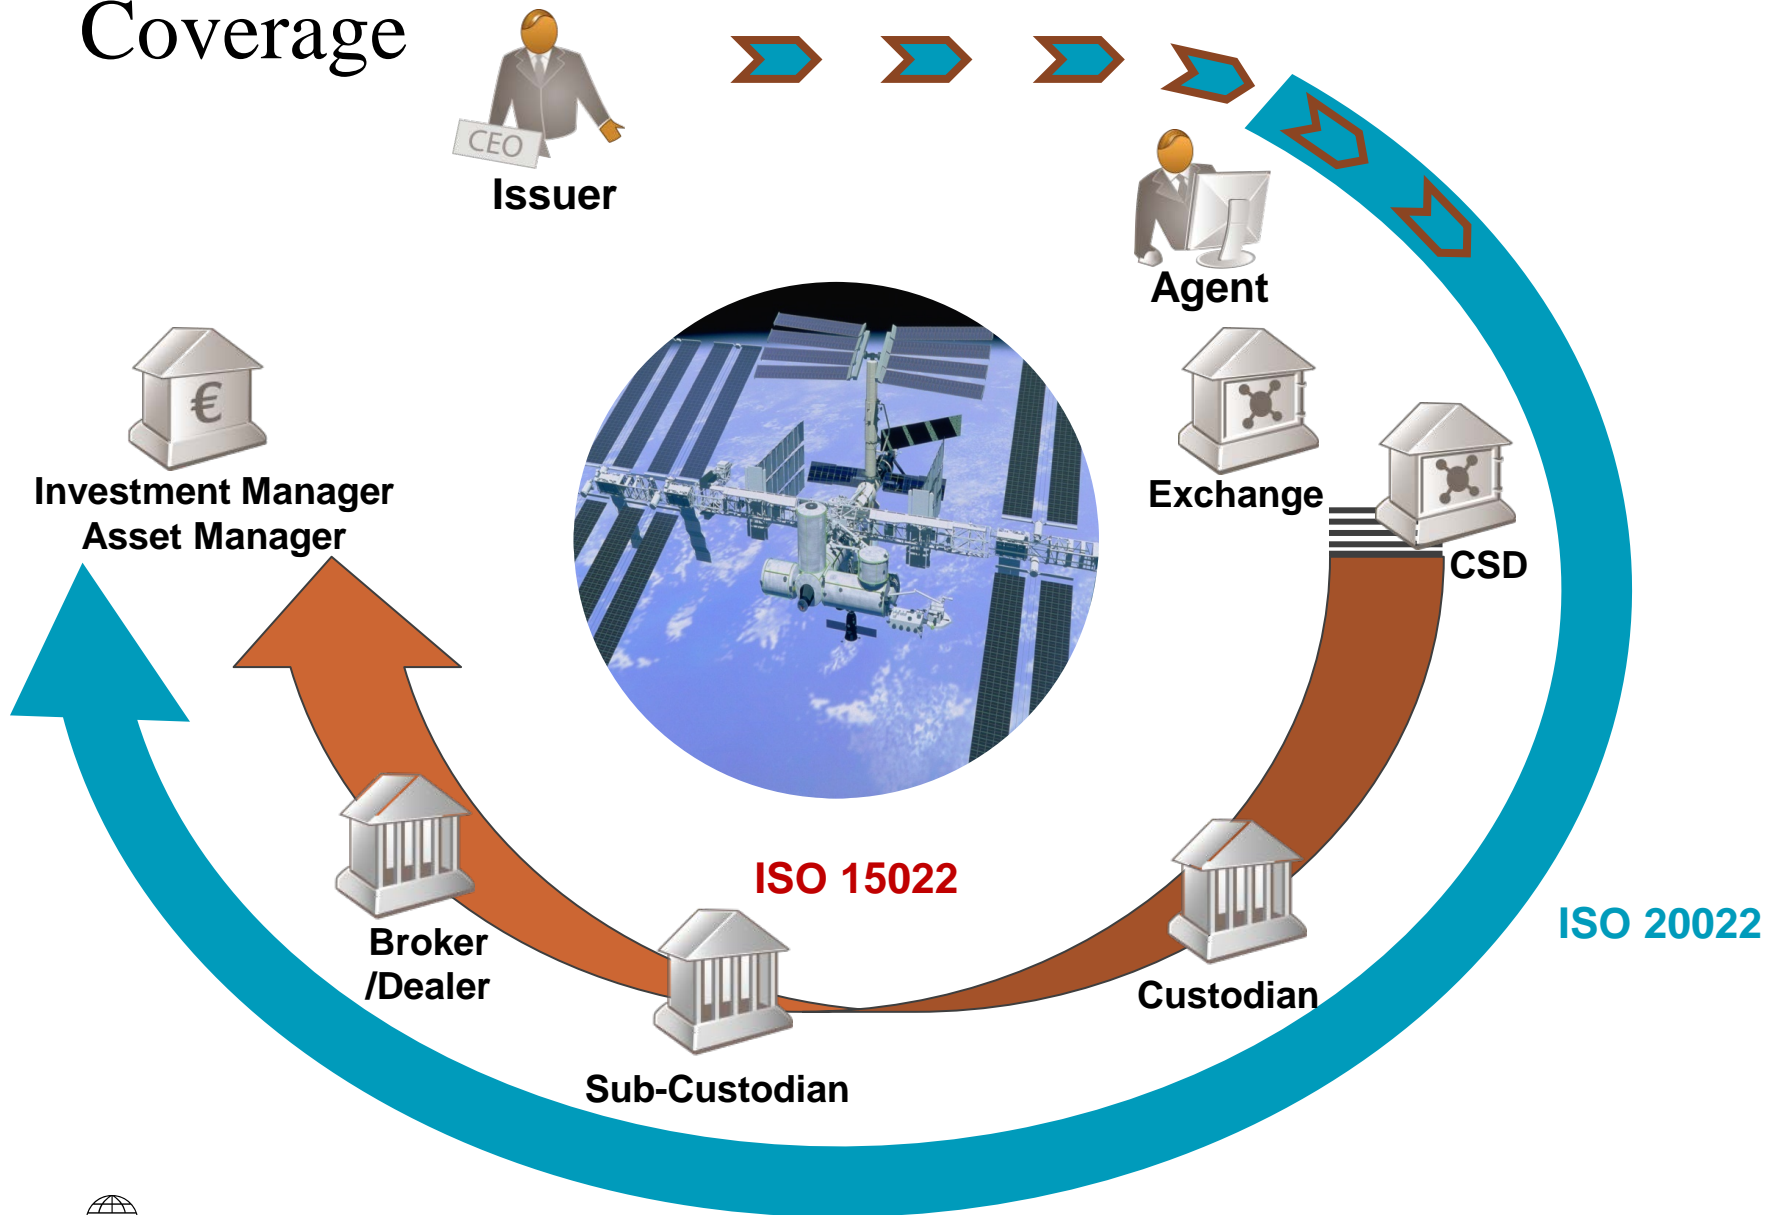 Coverage
CEO
Issuer
Agent
€
Investment Manager
Asset Manager
Exchange
CSD
ISO 15022
ISO 20022
Broker
/Dealer
Custodian
Sub-Custodian